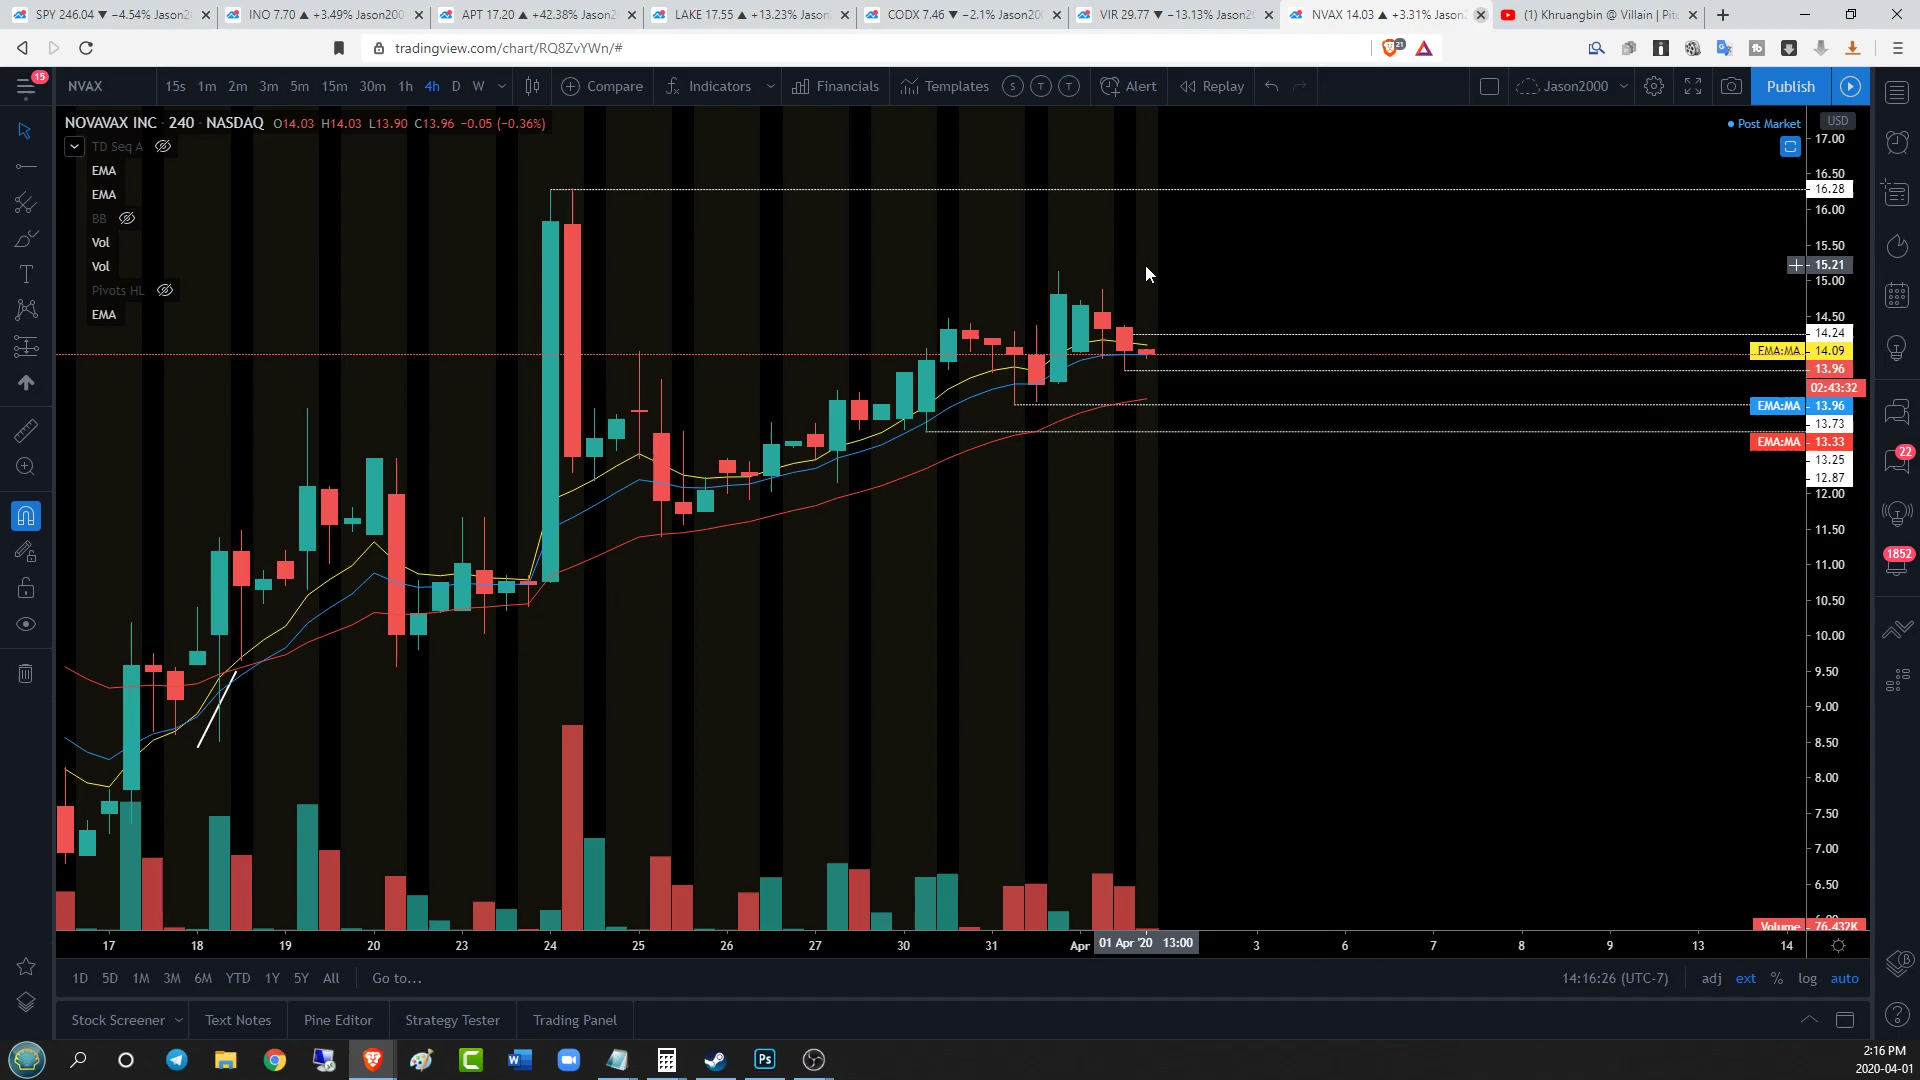 SPY 246.04 ▼ −4.54% Jason2
INO 7.70 ▲ +3.49% Jason200
APT 17.20 ▲ +42.38% Jason2
LAKE 17.55 ▲ +13.23% Jason
CODX 7.46 ▼ −2.1% Jason20
VIR 29.77 ▼ −13.13% Jason2
NVAX 14.03 ▲ +3.31% Jason
(1) Khruangbin @ Villain | Pit
tradingview.com/chart/RQ8ZvYWn/#
21
15
NVAX 15s 1m 2m 3m 5m 15m 30m 1h 4h D W Compare Indicators Financials Templates S T T Alert Replay Jason2000 Publish
NOVAVAX INC · 240 · NASDAQ O14.03 H14.03 L13.90 C13.96 −0.05 (−0.36%)
TD Seq A
EMA
EMA
BB
Vol
Vol
Pivots HL
EMA
Post Market
USD
17.00
16.50
16.28
16.00
15.50
15.21
15.00
14.50
14.24
EMA:MA 14.09
13.96
02:43:32
EMA:MA 13.96
13.73
EMA:MA 13.33
13.25
12.87
12.00
11.50
11.00
10.50
10.00
9.50
9.00
8.50
8.00
7.50
7.00
6.50
Volume 76.432K
22
1852
17 18 19 20 23 24 25 26 27 30 31 Apr 01 Apr '20 13:00 3 6 7 8 9 13 14
1D 5D 1M 3M 6M YTD 1Y 5Y All Go to... 14:16:26 (UTC-7) adj ext % log auto
Stock Screener Text Notes Pine Editor Strategy Tester Trading Panel
2:16 PM
2020-04-01